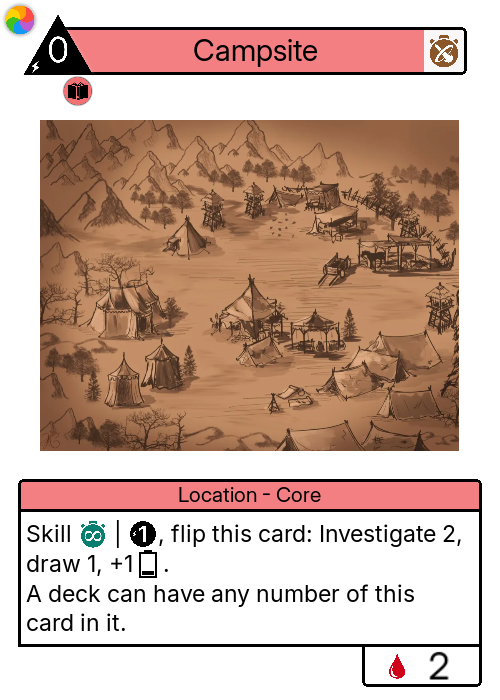 0
Campsite
Location - Core
Skill ∞ | 1, flip this card: Investigate 2,
draw 1, +1 .
A deck can have any number of this
card in it.
2